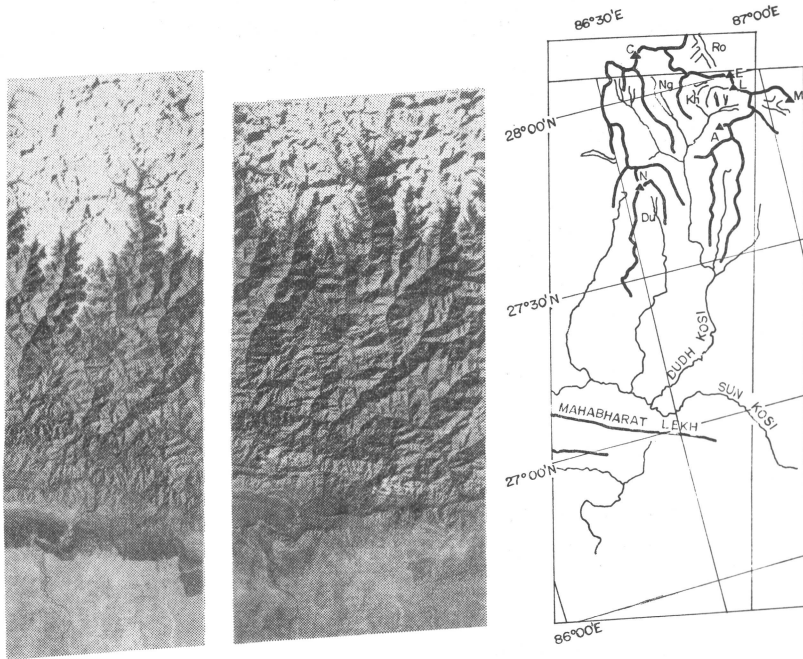 86°30'E
87°00'E
C
Ro
Ng
E
L
M
Kh
y
28°00'N
A
N
Du
27°30'N
DUDH KOSI
SUN KOSI
MAHABHARAT LEKH
27°00'N
86°00'E